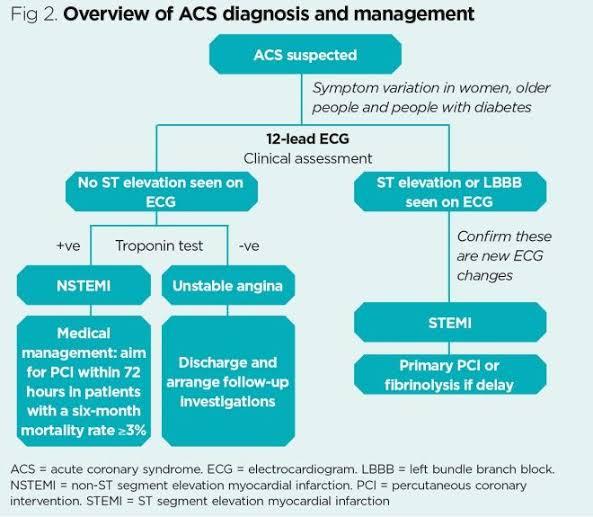 Fig 2. Overview of ACS diagnosis and management
ACS suspected
Symptom variation in women, older
people and people with diabetes
12-lead ECG
Clinical assessment
No ST elevation seen on
ECG
ST elevation or LBBB
seen on ECG
+ve
Troponin test
-ve
Confirm these
are new ECG
changes
NSTEMI
Unstable angina
STEMI
Medical
management: aim
for PCI within 72
hours in patients
with a six-month
mortality rate ≥3%
Discharge and
arrange follow-up
investigations
Primary PCI or
fibrinolysis if delay
ACS = acute coronary syndrome. ECG = electrocardiogram. LBBB = left bundle branch block.
NSTEMI = non-ST segment elevation myocardial infarction. PCI = percutaneous coronary
intervention. STEMI = ST segment elevation myocardial infarction